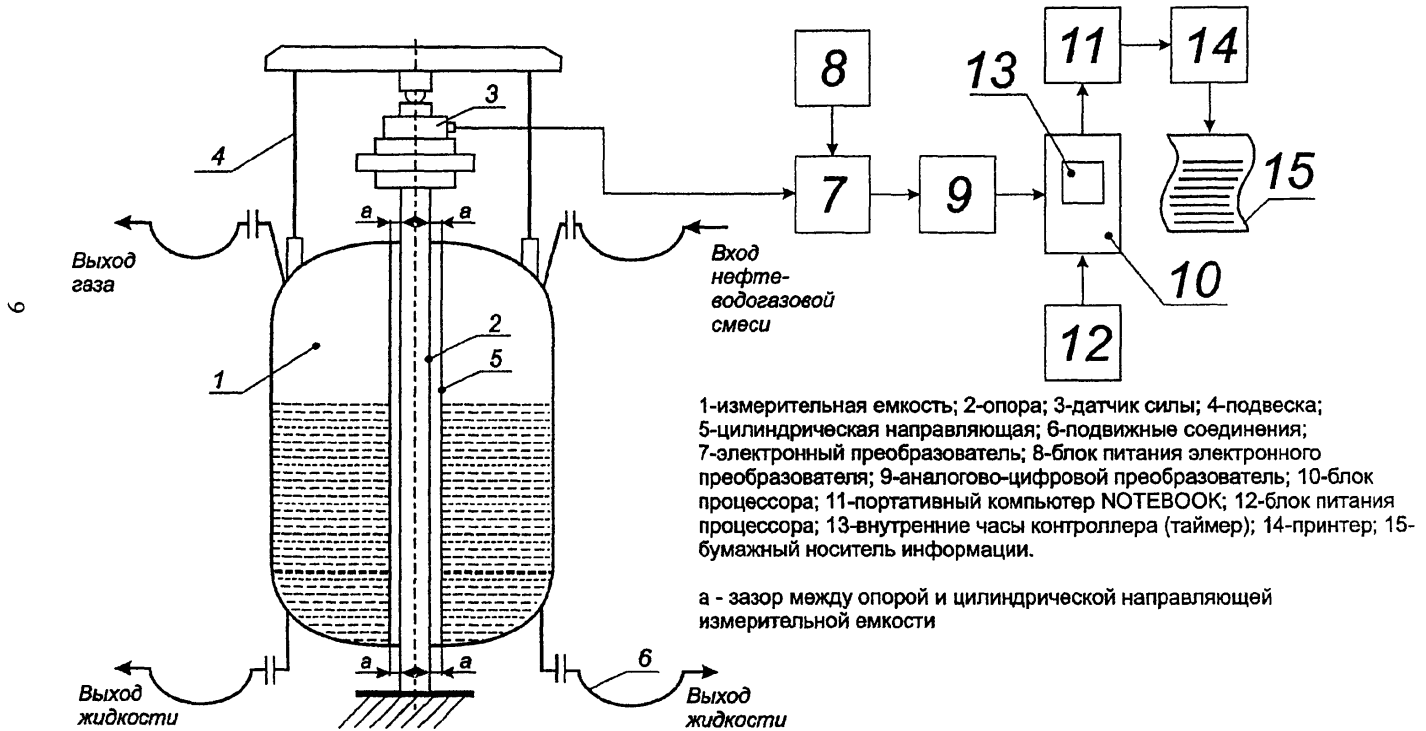 11
14
8
13
3
4
15
7
9
a
a
Выход
газа
Вход
нефте-
водогазовой
смеси
10
6
2
12
5
1
1-измерительная емкость; 2-опора; 3-датчик силы; 4-подвеска;
5-цилиндрическая направляющая; 6-подвижные соединения;
7-электронный преобразователь; 8-блок питания электронного
преобразователя; 9-аналогово-цифровой преобразователь; 10-блок
процессора; 11-портативный компьютер NOTEBOOK; 12-блок питания
процессора; 13-внутренние часы контроллера (таймер); 14-принтер; 15-
бумажный носитель информации.
a - зазор между опорой и цилиндрической направляющей
измерительной емкости
a
a
6
Выход
жидкости
Выход
жидкости